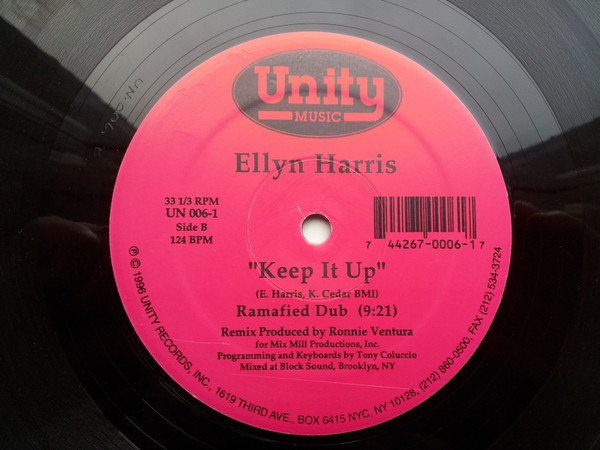 Unity
MUSIC
Ellyn Harris
33 1/3 RPM
UN 006-1
Side B
124 BPM
7 44267-0006-1 7
"Keep It Up"
(E. Harris, K. Cedar BMI)
Ramafied Dub (9:21)
Remix Produced by Ronnie Ventura
for Mix Mill Productions, Inc.
Programming and Keyboards by Tony Coluccio
Mixed at Block Sound, Brooklyn, NY
℗ © 1996 UNITY RECORDS, INC., 1619 THIRD AVE., BOX 6415 NYC, NY 10128, (212) 860-0500, FAX (212) 534-3724